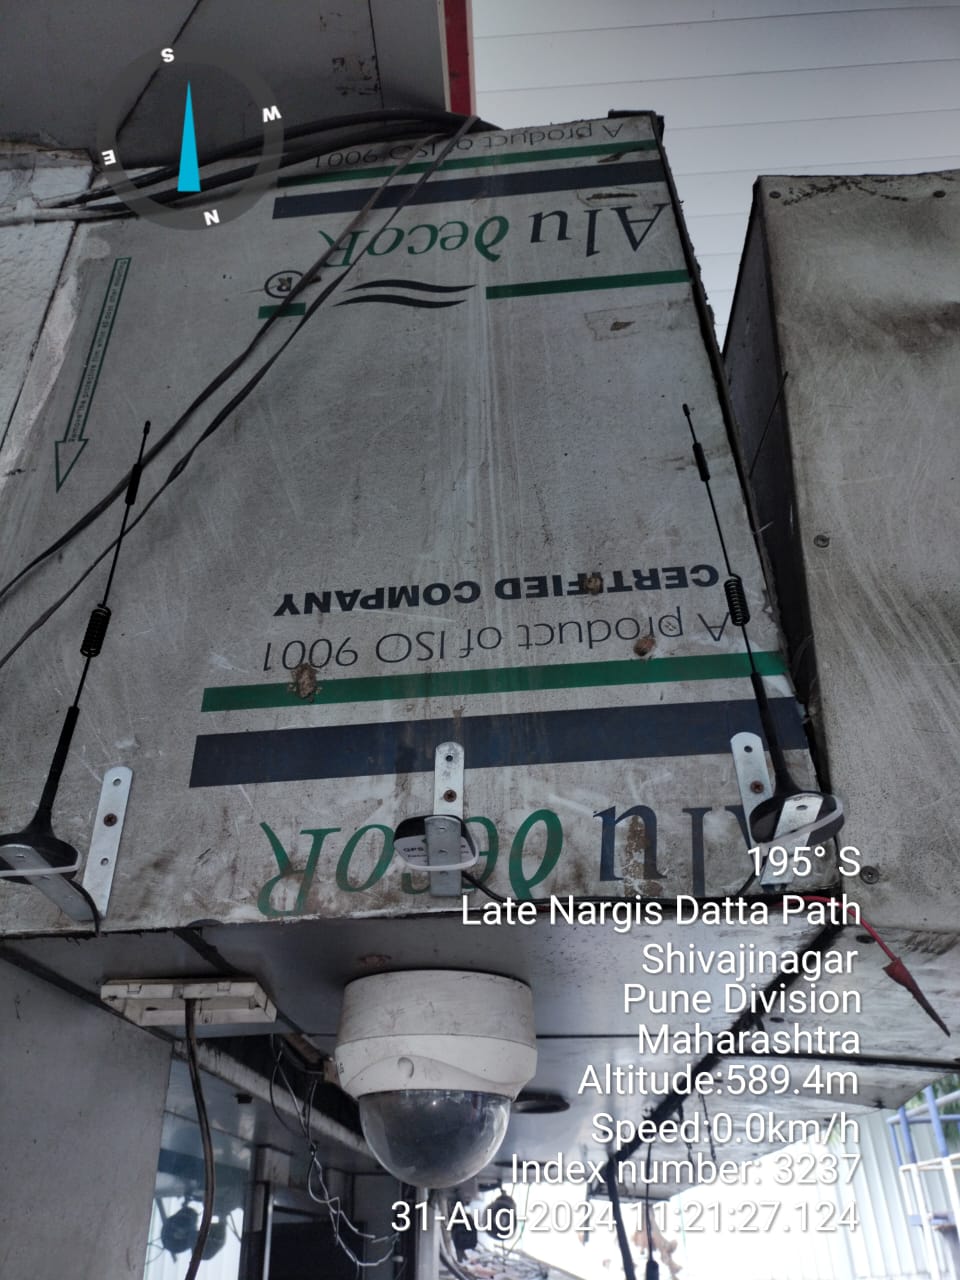 S
W
E
N
A product of ISO 9001
Alu decoR
®
CERTIFIED COMPANY
A product of ISO 9001
Alu decoR
GPS
195° S
Late Nargis Datta Path
Shivajinagar
Pune Division
Maharashtra
Altitude:589.4m
Speed:0.0km/h
Index number: 3237
31-Aug-2024 11:21:27.124